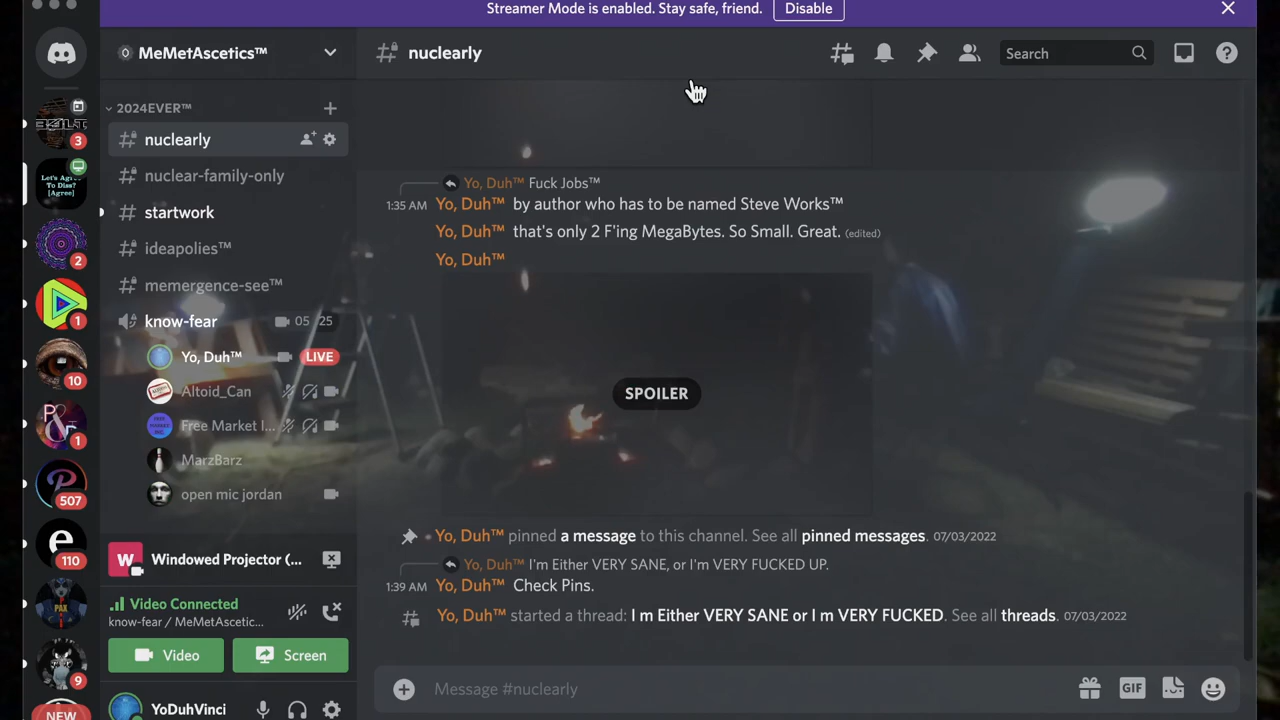 Streamer Mode is enabled. Stay safe, friend. Disable
MeMetAscetics™
nuclearly
Search
2024EVER™
nuclearly
nuclear-family-only
startwork
ideapolies™
memergence-see™
know-fear 05 25
Yo, Duh™ LIVE
Altoid_Can
Free Market I...
MarzBarz
open mic jordan
Windowed Projector (...
Video Connected
know-fear / MeMetAscetic...
Video Screen
YoDuhVinci
3
Let's Agree
To Diss?
[Agree]
2
1
10
1
507
110
PAX
9
NEW
Yo, Duh™ Fuck Jobs™
1:35 AM Yo, Duh™ by author who has to be named Steve Works™
Yo, Duh™ that's only 2 F'ing MegaBytes. So Small. Great. (edited)
Yo, Duh™
SPOILER
Yo, Duh™ pinned a message to this channel. See all pinned messages. 07/03/2022
Yo, Duh™ I'm Either VERY SANE, or I'm VERY FUCKED UP.
1:39 AM Yo, Duh™ Check Pins.
Yo, Duh™ started a thread: I m Either VERY SANE or I m VERY FUCKED. See all threads. 07/03/2022
Message #nuclearly
GIF